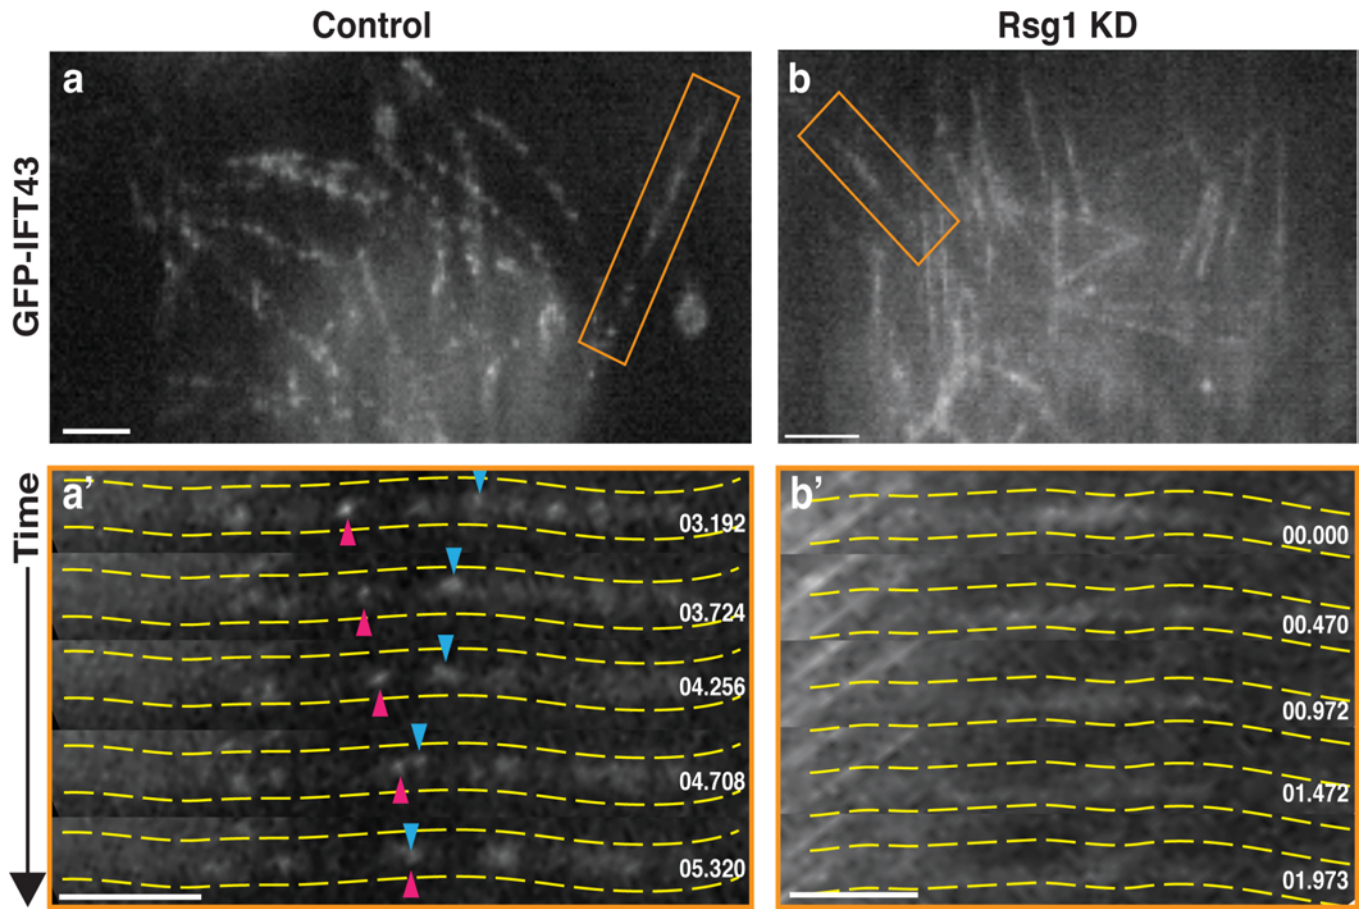 Control
Rsg1 KD
GFP-IFT43
a
b
Time
a’
03.192
03.724
04.256
04.708
05.320
b’
00.000
00.470
00.972
01.472
01.973